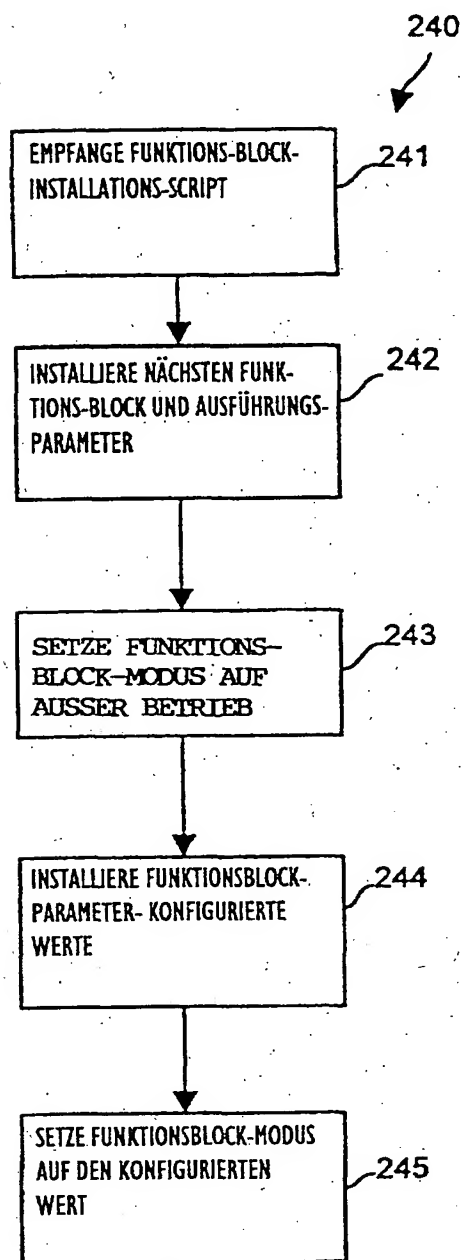 240
EMPFANGE FUNKTIONS-BLOCK-
INSTALLATIONS-SCRIPT
241
INSTALLIERE NÄCHSTEN FUNK-
TIONS-BLOCK UND AUSFÜHRUNGS-
PARAMETER
242
SETZE FUNKTIONS-
BLOCK-MODUS AUF
AUSSER BETRIEB
243
INSTALLIERE FUNKTIONSBLOCK-
PARAMETER- KONFIGURIERTE
WERTE
244
SETZE FUNKTIONSBLOCK-MODUS
AUF DEN KONFIGURIERTEN
WERT
245